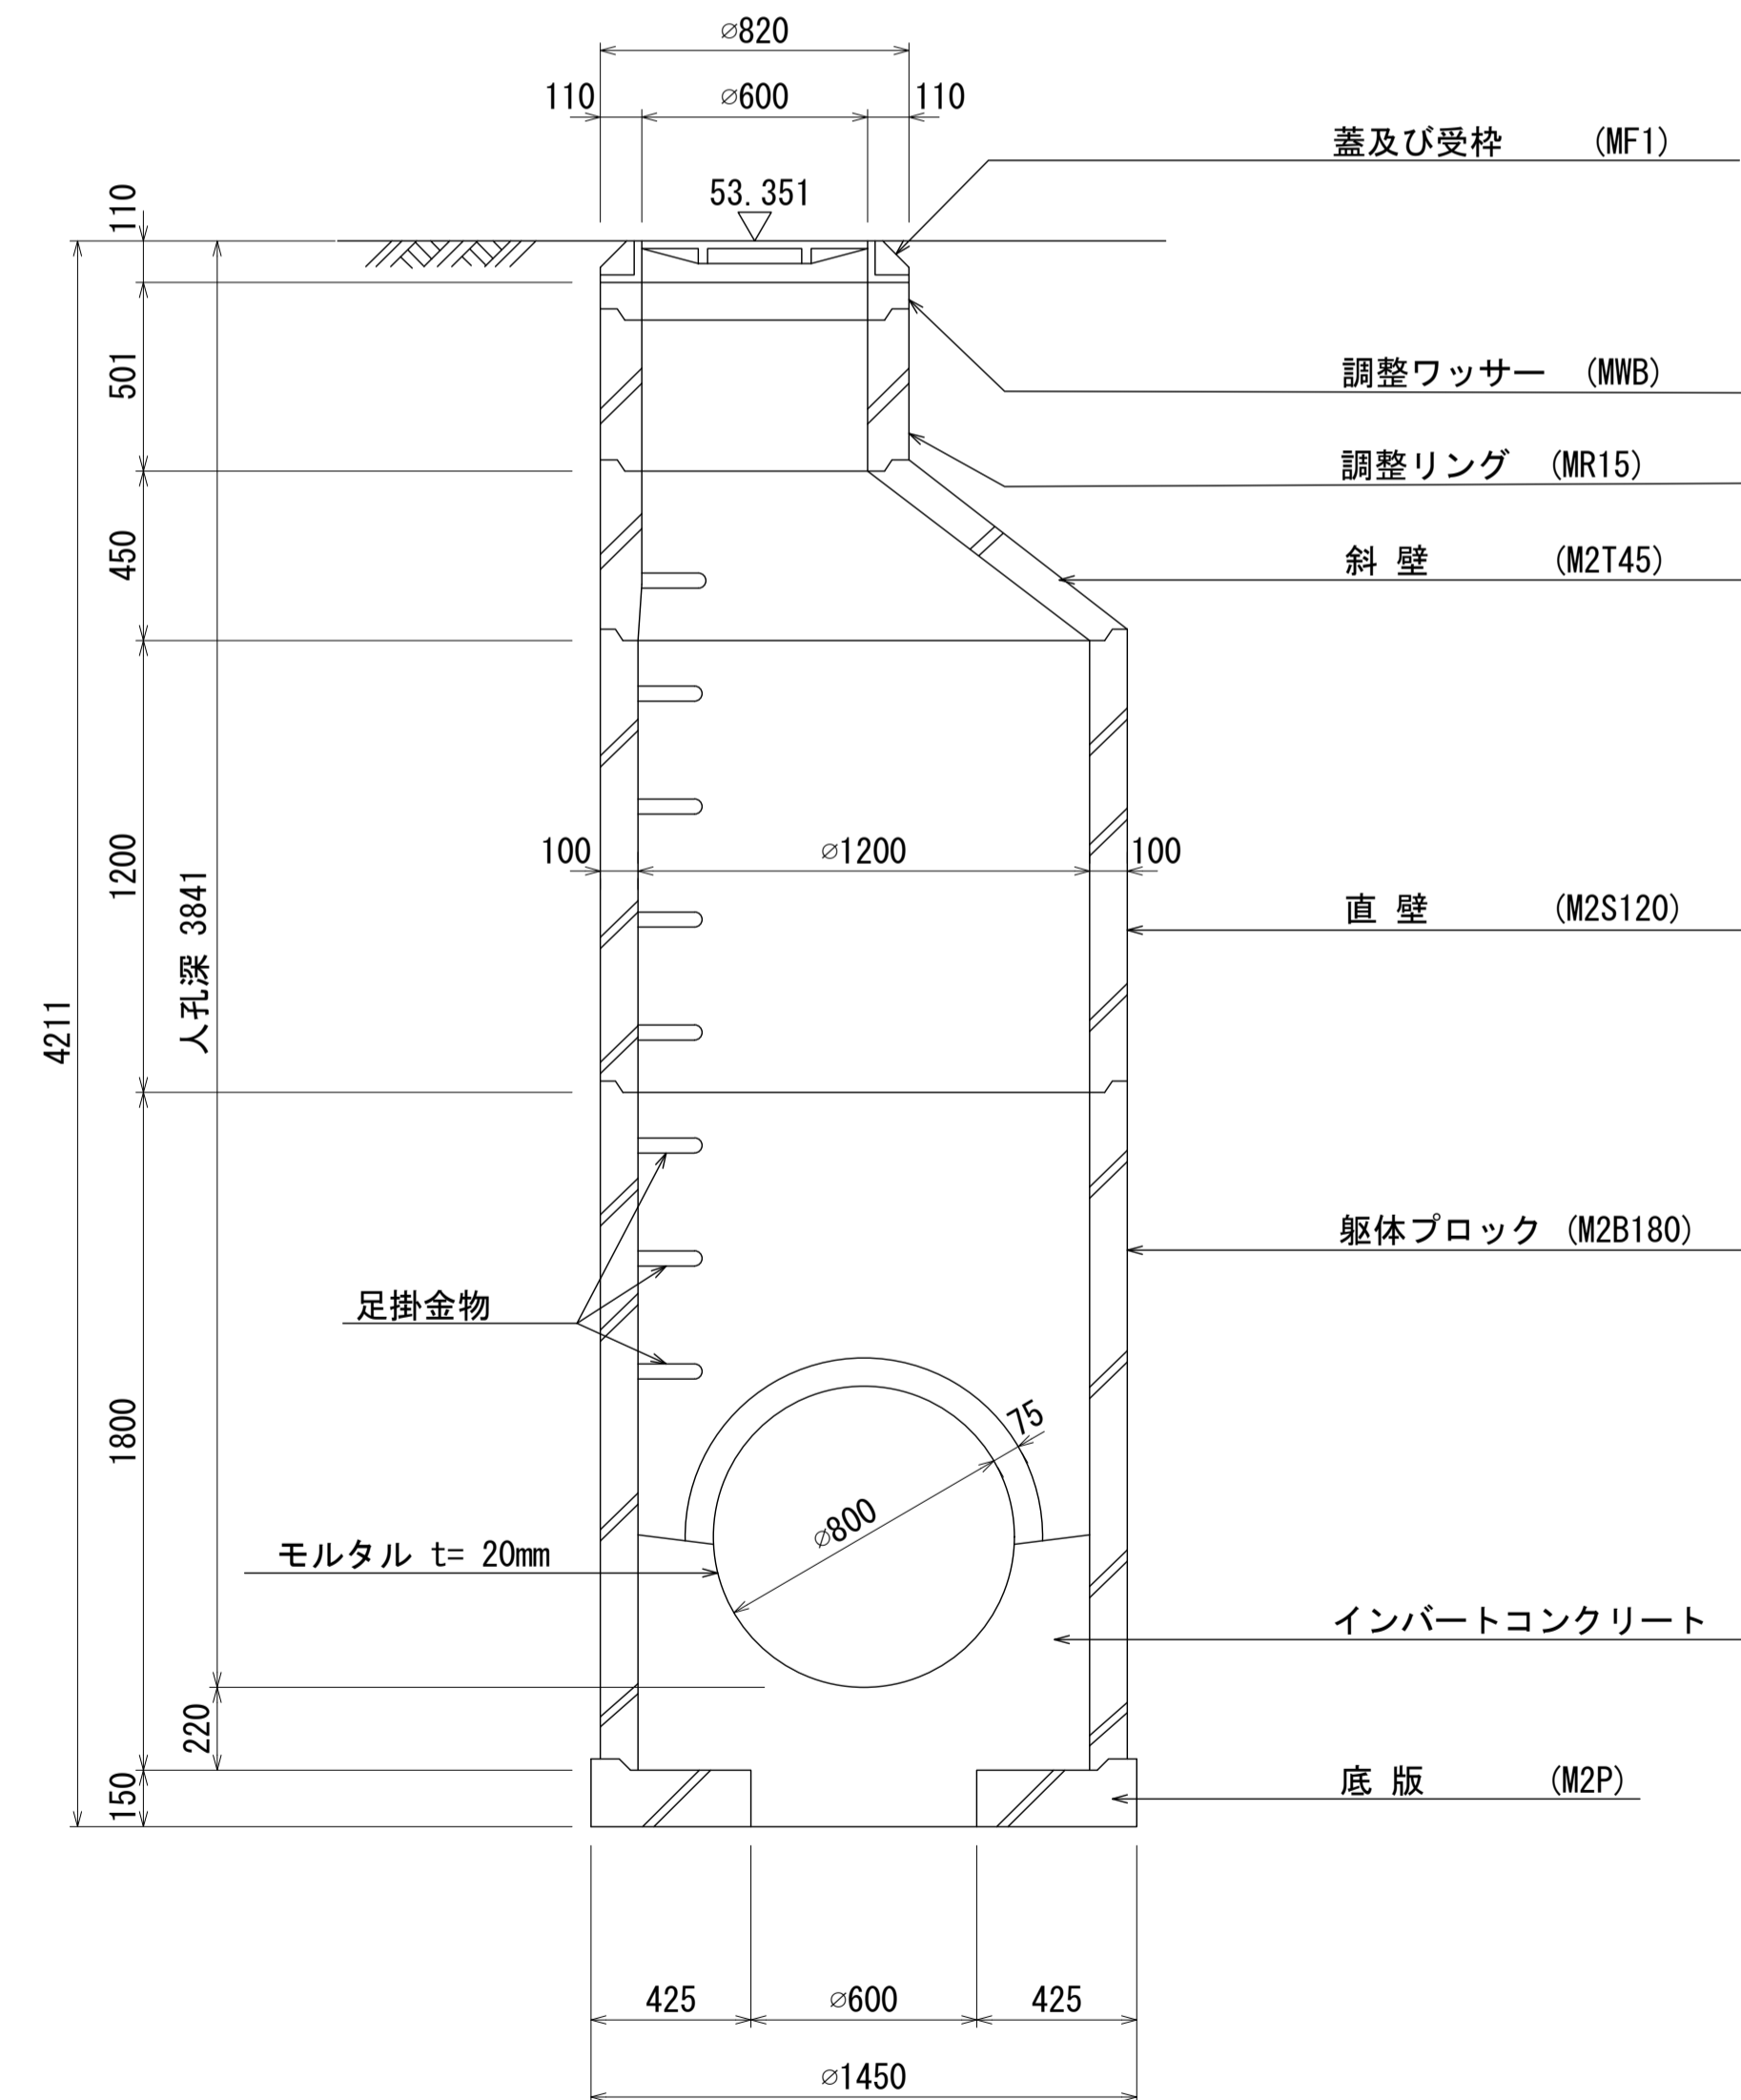 ⌀820
110 ⌀600 110
蓋及び受枠 (MF1)
53.351
110
調整ワッサー (MWB)
501
調整リング (MR15)
450
斜 壁 (M2T45)
1200
100 ⌀1200 100
直 壁 (M2S120)
人孔深 3841
4211
躯体プロック (M2B180)
足掛金物
1800
75
⌀800
モルタル t= 20mm
インバートコンクリート
220
150
底 版 (M2P)
425 ⌀600 425
⌀1450